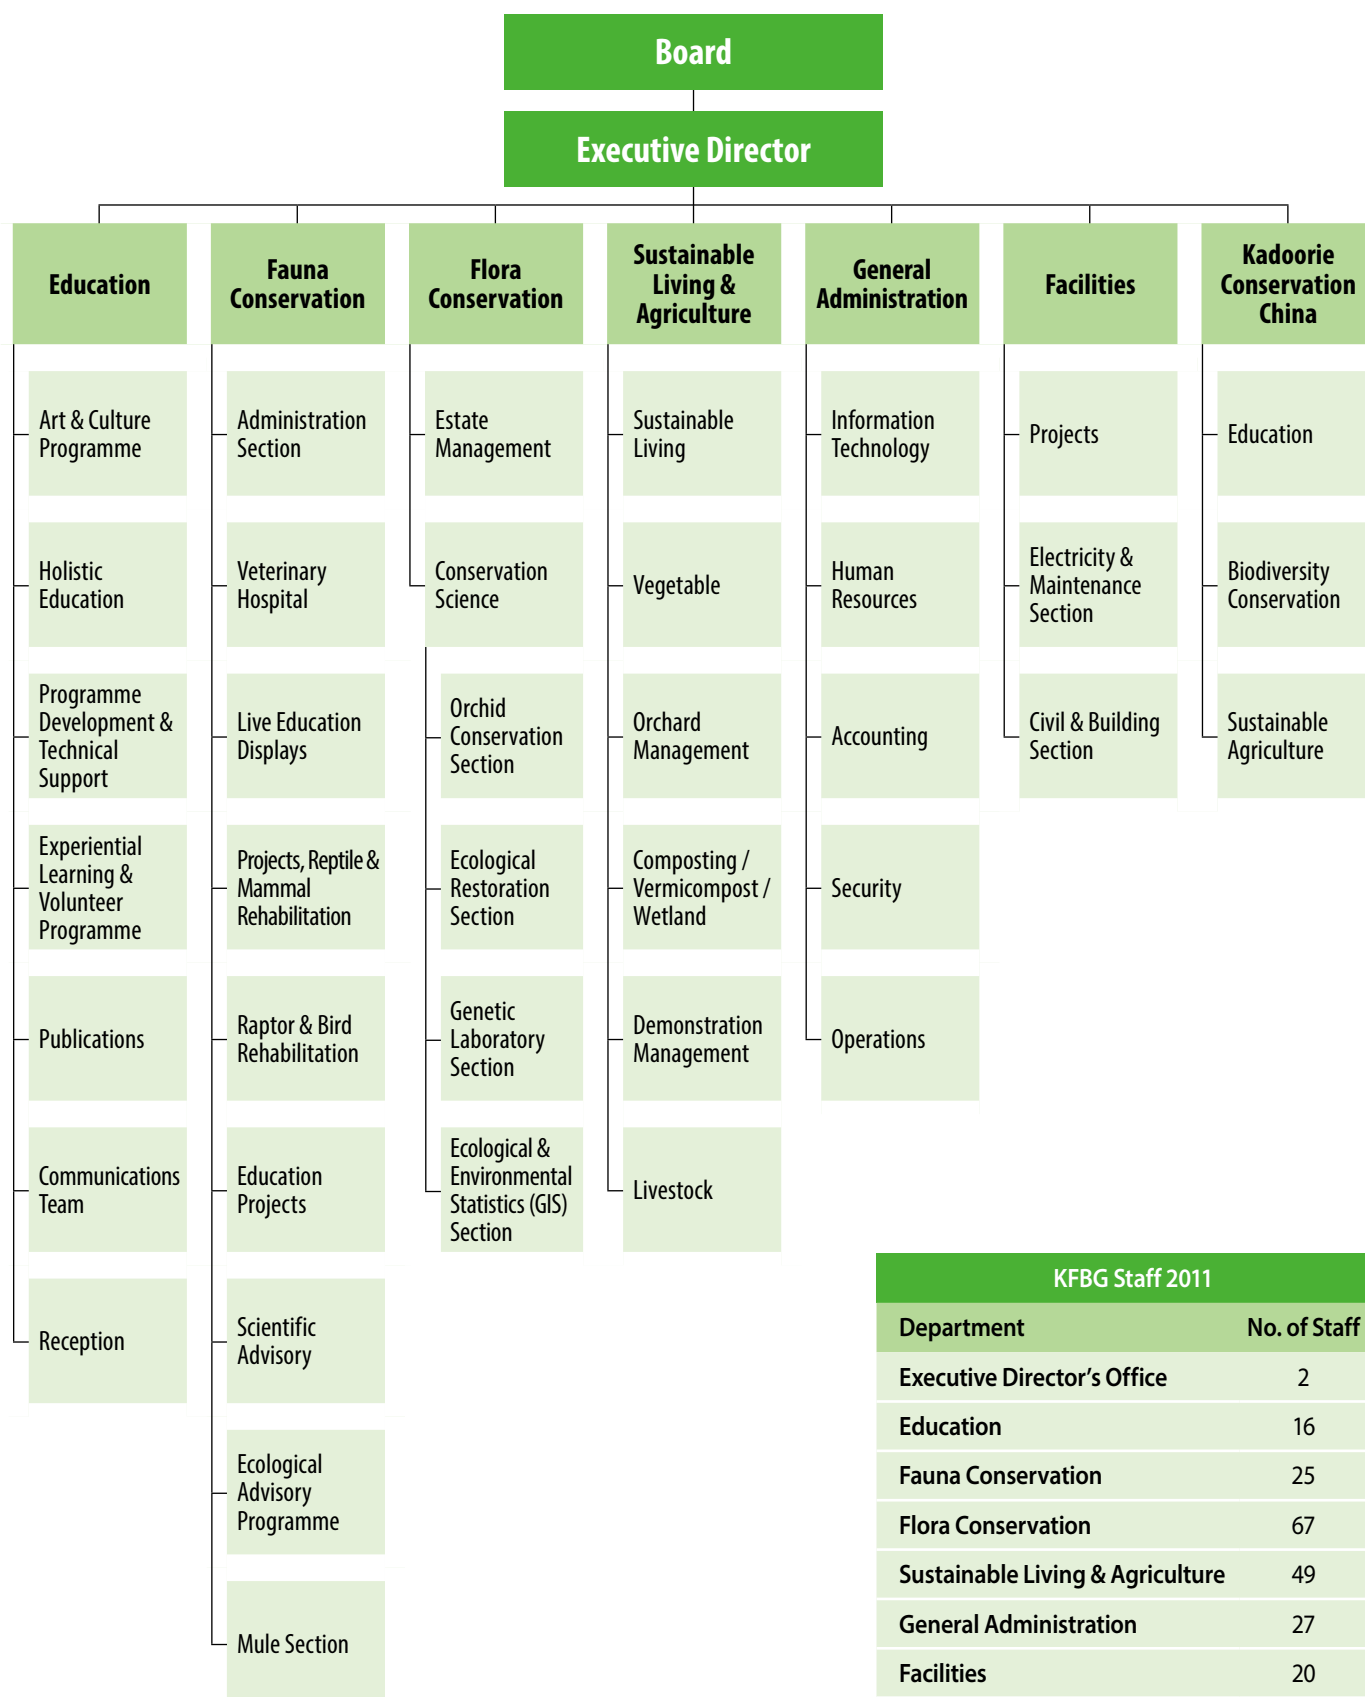 Board
Executive Director
Education
Fauna
Conservation
Flora
Conservation
Sustainable
Living &
Agriculture
General
Administration
Facilities
Kadoorie
Conservation
China
Art & Culture
Programme
Holistic
Education
Programme
Development &
Technical
Support
Experiential
Learning &
Volunteer
Programme
Publications
Communications
Team
Reception
Administration
Section
Veterinary
Hospital
Live Education
Displays
Projects, Reptile &
Mammal
Rehabilitation
Raptor & Bird
Rehabilitation
Education
Projects
Scientific
Advisory
Ecological
Advisory
Programme
Mule Section
Estate
Management
Conservation
Science
Orchid
Conservation
Section
Ecological
Restoration
Section
Genetic
Laboratory
Section
Ecological &
Environmental
Statistics (GIS)
Section
Sustainable
Living
Vegetable
Orchard
Management
Composting /
Vermicompost /
Wetland
Demonstration
Management
Livestock
Information
Technology
Human
Resources
Accounting
Security
Operations
Projects
Electricity &
Maintenance
Section
Civil & Building
Section
Education
Biodiversity
Conservation
Sustainable
Agriculture
KFBG Staff 2011
Department No. of Staff
Executive Director's Office 2
Education 16
Fauna Conservation 25
Flora Conservation 67
Sustainable Living & Agriculture 49
General Administration 27
Facilities 20